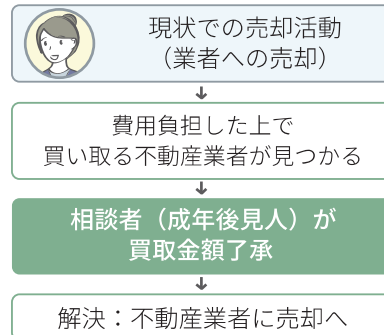 現状での売却活動
（業者への売却）
費用負担した上で
買い取る不動産業者が見つかる
相談者（成年後見人）が
買取金額了承
解決：不動産業者に売却へ